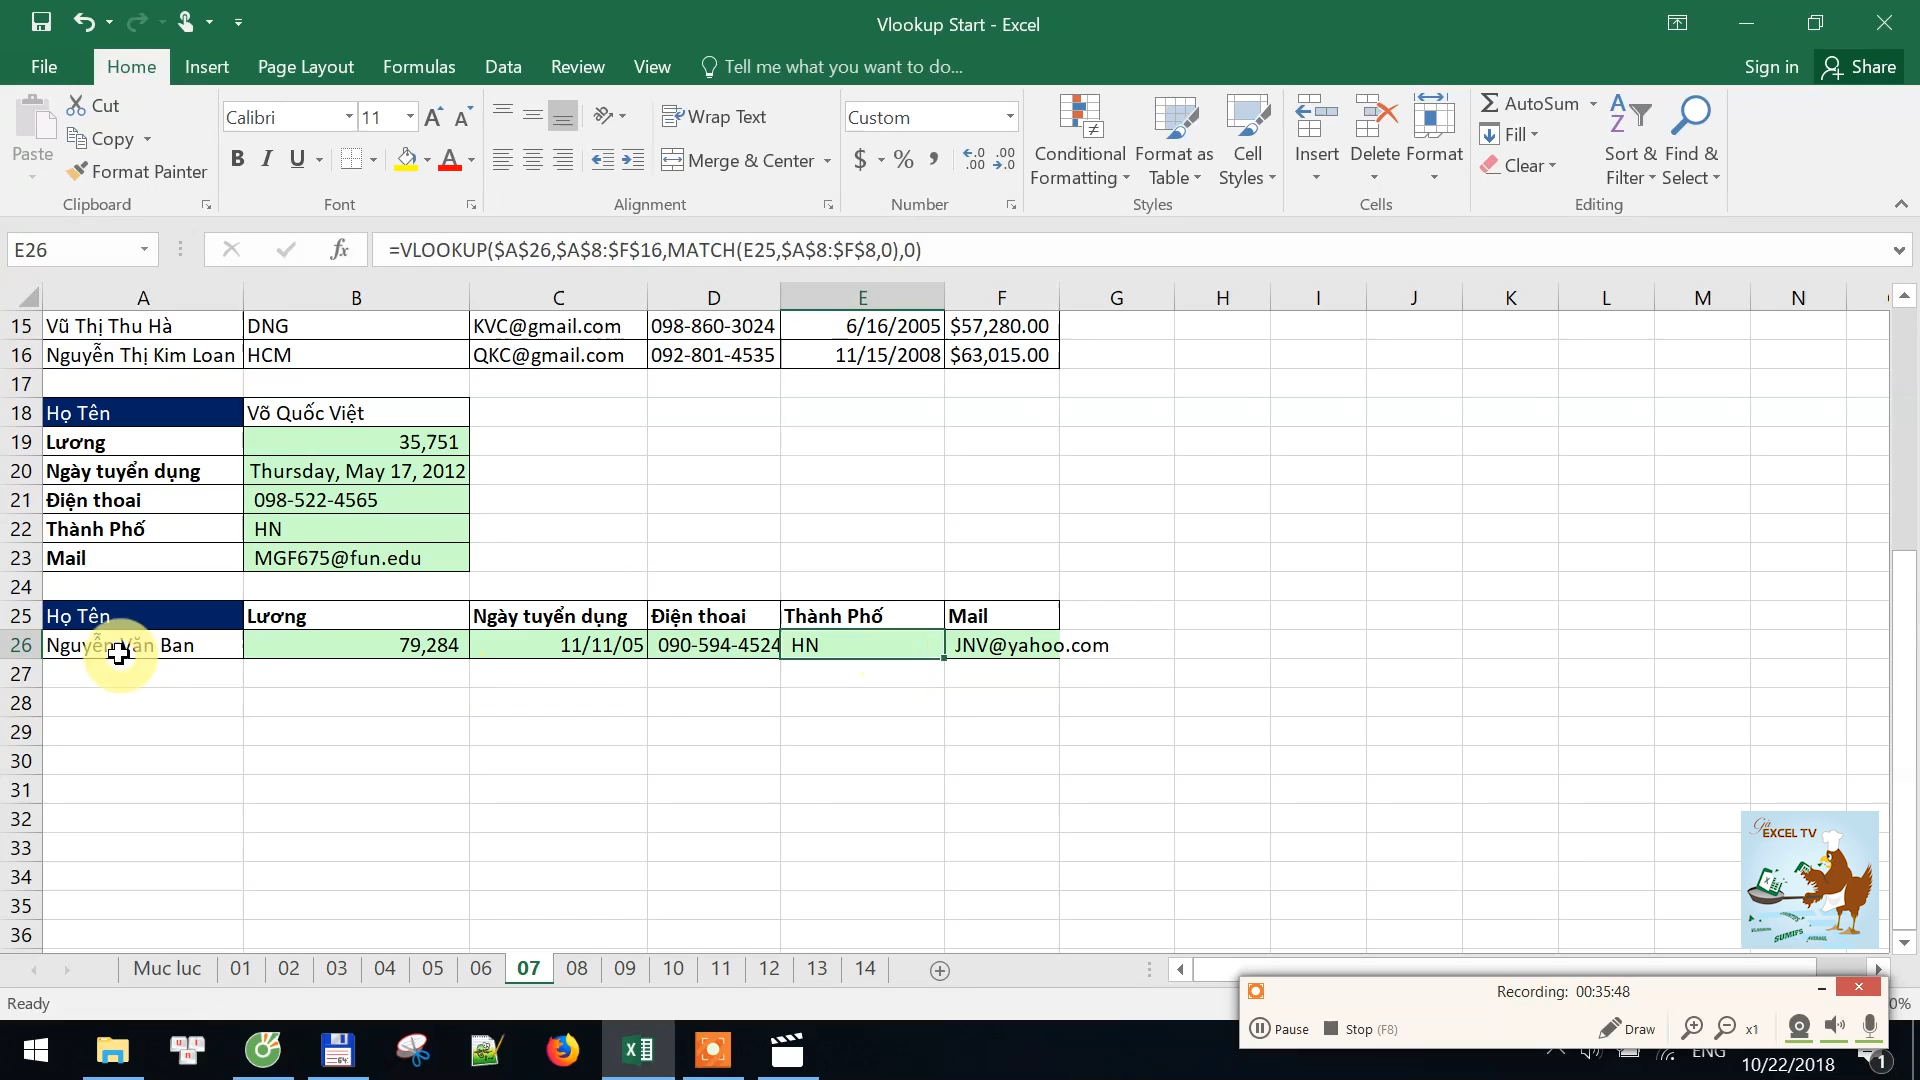 Vlookup Start - Excel
File Home Insert Page Layout Formulas Data Review View Tell me what you want to do... Sign in Share
Cut
Copy
Format Painter
Paste
Calibri 11
B I U
Wrap Text
Merge & Center
Custom
$ % ,
Conditional Formatting
Format as Table
Cell Styles
Insert Delete Format
AutoSum
Fill
Clear
Sort & Filter
Find & Select
Clipboard Font Alignment Number Styles Cells Editing
E26 fx =VLOOKUP($A$26,$A$8:$F$16,MATCH(E25,$A$8:$F$8,0),0)
A B C D E F G H I J K L M N
15 Vũ Thị Thu Hà DNG KVC@gmail.com 098-860-3024 6/16/2005 $57,280.00
16 Nguyễn Thị Kim Loan HCM QKC@gmail.com 092-801-4535 11/15/2008 $63,015.00
17
18 Họ Tên Võ Quốc Việt
19 Lương 35,751
20 Ngày tuyển dụng Thursday, May 17, 2012
21 Điện thoai 098-522-4565
22 Thành Phố HN
23 Mail MGF675@fun.edu
24
25 Họ Tên Lương Ngày tuyển dụng Điện thoai Thành Phố Mail
26 Nguyễn Văn Ban 79,284 11/11/05 090-594-4524 HN JNV@yahoo.com
27
28
29
30
31
32
33
34
35
36
Gà EXCEL TV
SUMIFS
Muc luc 01 02 03 04 05 06 07 08 09 10 11 12 13 14
Ready
Recording: 00:35:48
Pause Stop (F8) Draw x1
0%
ENG
10/22/2018
1